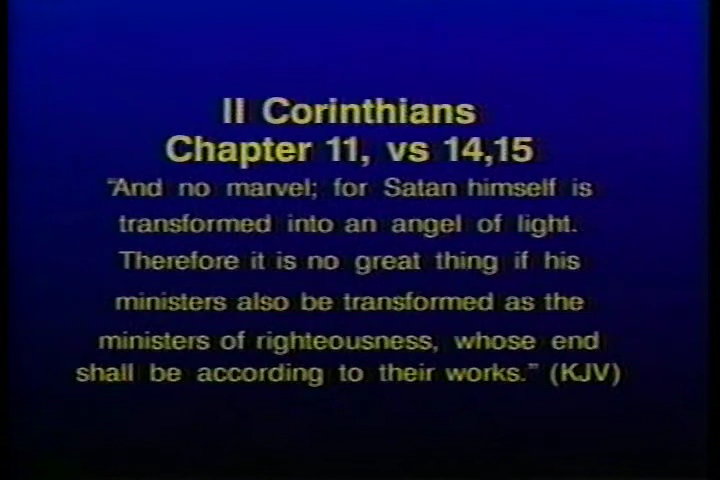 II Corinthians
Chapter 11, vs 14,15
"And no marvel; for Satan himself is
transformed into an angel of light.
Therefore it is no great thing if his
ministers also be transformed as the
ministers of righteousness, whose end
shall be according to their works." (KJV)